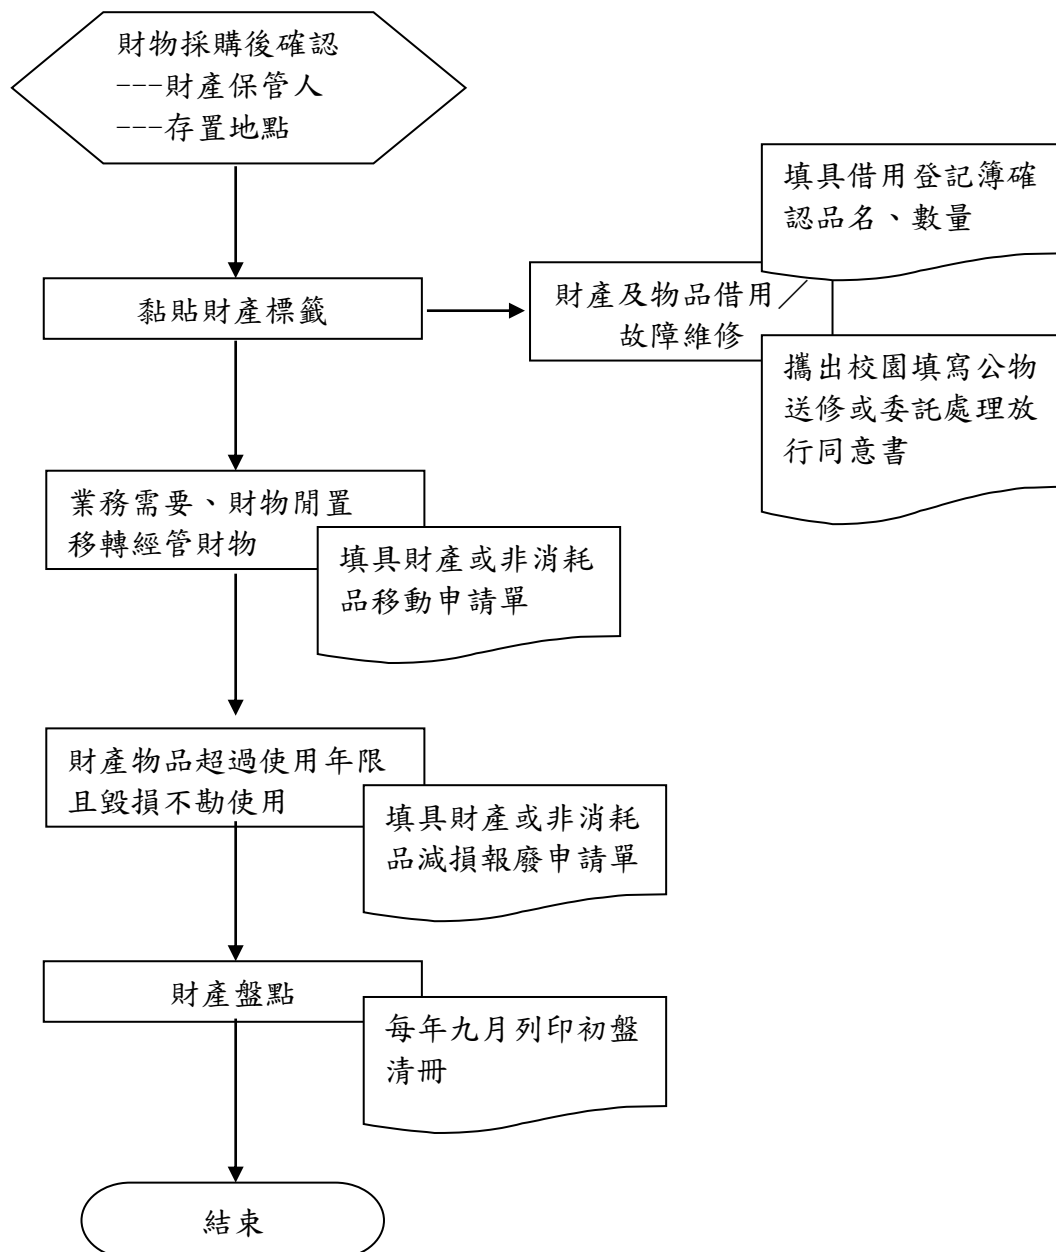 財物採購後確認
---財產保管人
---存置地點
填具借用登記簿確
認品名、數量
黏貼財產標籤
財產及物品借用／
故障維修
攜出校園填寫公物
送修或委託處理放
行同意書
業務需要、財物閒置
移轉經管財物
填具財產或非消耗
品移動申請單
財產物品超過使用年限
且毀損不勘使用
填具財產或非消耗
品減損報廢申請單
財產盤點
每年九月列印初盤
清冊
結束